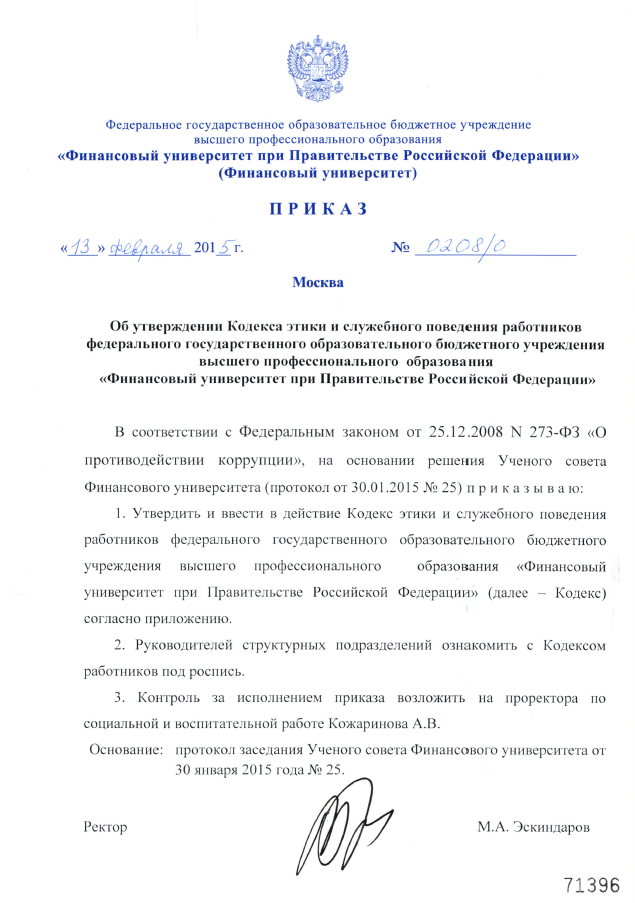 Федеральное государственное образовательное бюджетное учреждение
высшего профессионального образования
«Финансовый университет при Правительстве Российской Федерации»
(Финансовый университет)
П Р И К А З
«13» февраля 2015 г. № 0208/0
Москва
Об утверждении Кодекса этики и служебного поведения работников
федерального государственного образовательного бюджетного учреждения
высшего профессионального образования
«Финансовый университет при Правительстве Российской Федерации»
В соответствии с Федеральным законом от 25.12.2008 N 273-ФЗ «О
противодействии коррупции», на основании решения Ученого совета
Финансового университета (протокол от 30.01.2015 № 25) п р и к а з ы в а ю:
1. Утвердить и ввести в действие Кодекс этики и служебного поведения
работников федерального государственного образовательного бюджетного
учреждения высшего профессионального образования «Финансовый
университет при Правительстве Российской Федерации» (далее – Кодекс)
согласно приложению.
2. Руководителей структурных подразделений ознакомить с Кодексом
работников под роспись.
3. Контроль за исполнением приказа возложить на проректора по
социальной и воспитательной работе Кожаринова А.В.
Основание: протокол заседания Ученого совета Финансового университета от
30 января 2015 года № 25.
Ректор М.А. Эскиндаров
71396